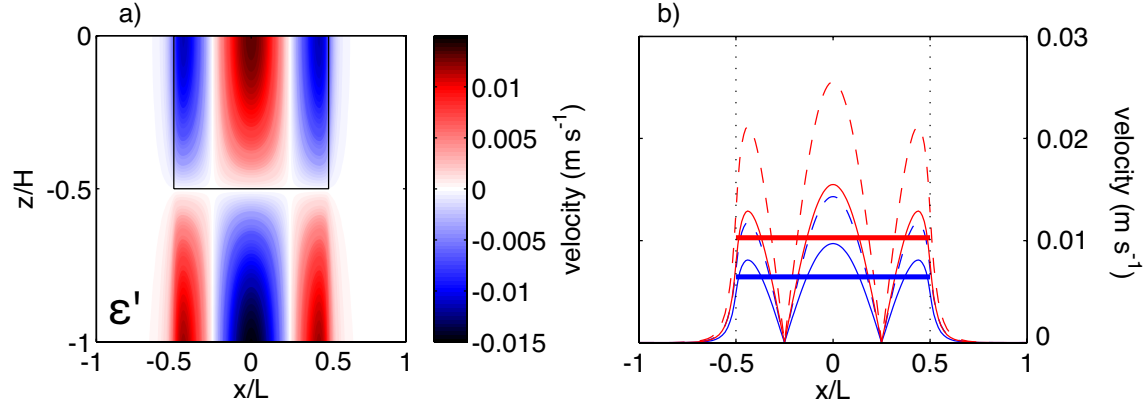 a)
0
-0.5
-1
z/H
ε'
-1 -0.5 0 0.5 1
x/L
0.01
0.005
0
-0.005
-0.01
-0.015
velocity (m s⁻¹)
b)
0.03
0.02
0.01
0
velocity (m s⁻¹)
-1 -0.5 0 0.5 1
x/L